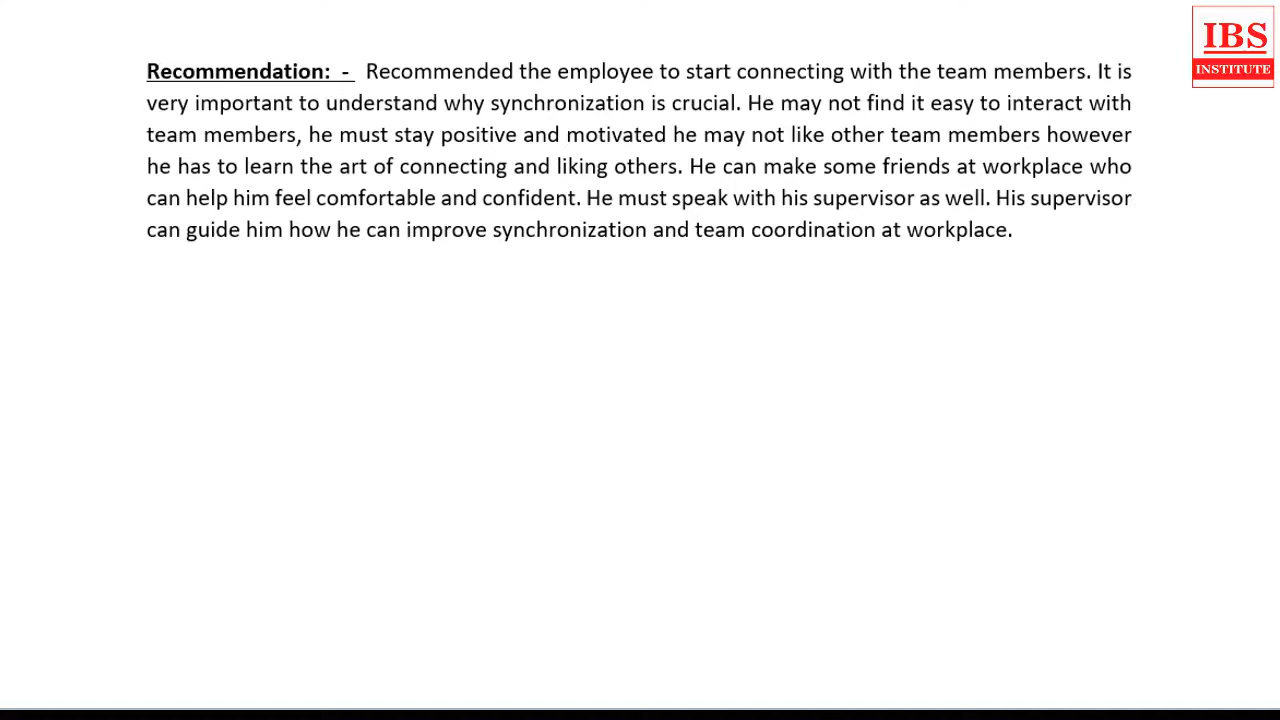 IBS
INSTITUTE
Recommendation: - Recommended the employee to start connecting with the team members. It is
very important to understand why synchronization is crucial. He may not find it easy to interact with
team members, he must stay positive and motivated he may not like other team members however
he has to learn the art of connecting and liking others. He can make some friends at workplace who
can help him feel comfortable and confident. He must speak with his supervisor as well. His supervisor
can guide him how he can improve synchronization and team coordination at workplace.